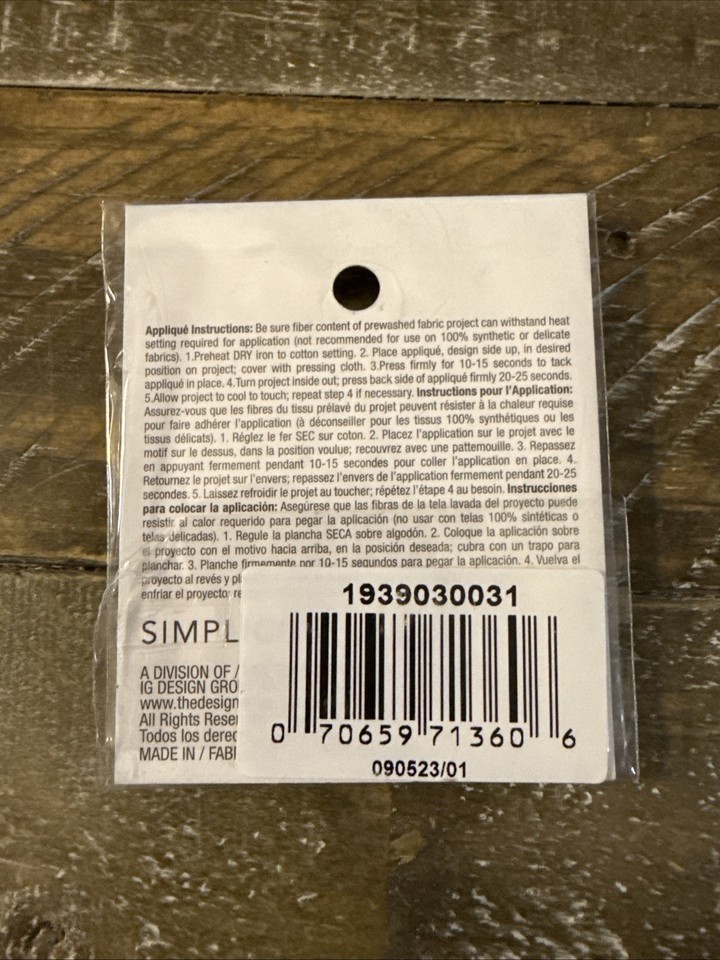 Appliqué Instructions: Be sure fiber content of prewashed fabric project can withstand heat
setting required for application (not recommended for use on 100% synthetic or delicate
fabrics). 1.Preheat DRY iron to cotton setting. 2. Place appliqué, design side up, in desired
position on project; cover with pressing cloth. 3.Press firmly for 10-15 seconds to tack
appliqué in place. 4.Turn project inside out; press back side of appliqué firmly 20-25 seconds.
5.Allow project to cool to touch; repeat step 4 if necessary. Instructions pour l'Application:
Assurez-vous que les fibres du tissu prélavé du projet peuvent résister à la chaleur requise
pour faire adhérer l'application (à déconseiller pour les tissus 100% synthétiques ou les
tissus délicats). 1. Réglez le fer SEC sur coton. 2. Placez l'application sur le projet avec le
motif sur le dessus, dans la position voulue; recouvrez avec une pattemouille. 3. Repassez
en appuyant fermement pendant 10-15 secondes pour coller l'application en place. 4.
Retournez le projet sur l'envers; repassez l'envers de l'application fermement pendant 20-25
secondes. 5. Laissez refroidir le projet au toucher; répétez l'étape 4 au besoin. Instrucciones
para colocar la aplicación: Asegúrese que las fibras de la tela lavada del proyecto puede
resistir al calor requerido para pegar la aplicación (no usar con telas 100% sintéticas o
telas delicadas). 1. Regule la plancha SECA sobre algodón. 2. Coloque la aplicación sobre
el proyecto con el motivo hacia arriba, en la posición deseada; cubra con un trapo para
planchar. 3. Planche firmemente por 10-15 segundos para pegar la aplicación. 4. Vuelva el
proyecto al revés y pl
enfriar el proyecto; re
SIMPL
A DIVISION OF /
IG DESIGN GRO
www.thedesign
All Rights Reser
Todos los derec
MADE IN / FABI
1939030031
0 70659 71360 6
090523/01